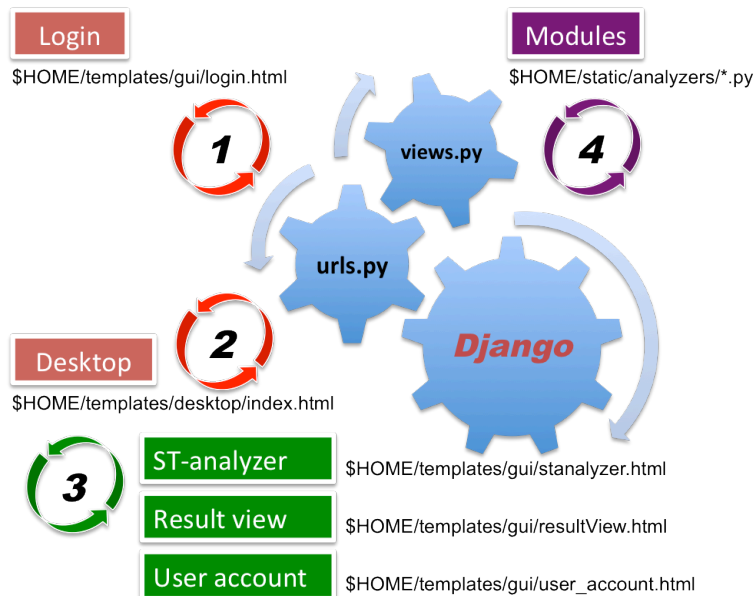 Login
$HOME/templates/gui/login.html
1
Modules
$HOME/static/analyzers/*.py
4
views.py
urls.py
Django
2
Desktop
$HOME/templates/desktop/index.html
3
ST-analyzer
$HOME/templates/gui/stanalyzer.html
Result view
$HOME/templates/gui/resultView.html
User account
$HOME/templates/gui/user_account.html